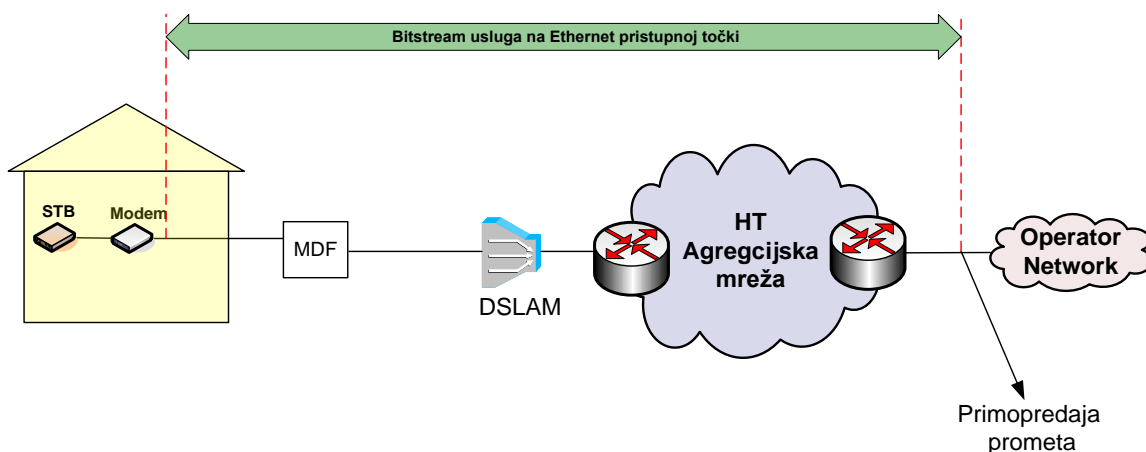 Bitstream usluga na Ethernet pristupnoj točki
STB
Modem
MDF
DSLAM
HT
Agregcijska
mreža
Operator
Network
Primopredaja
prometa